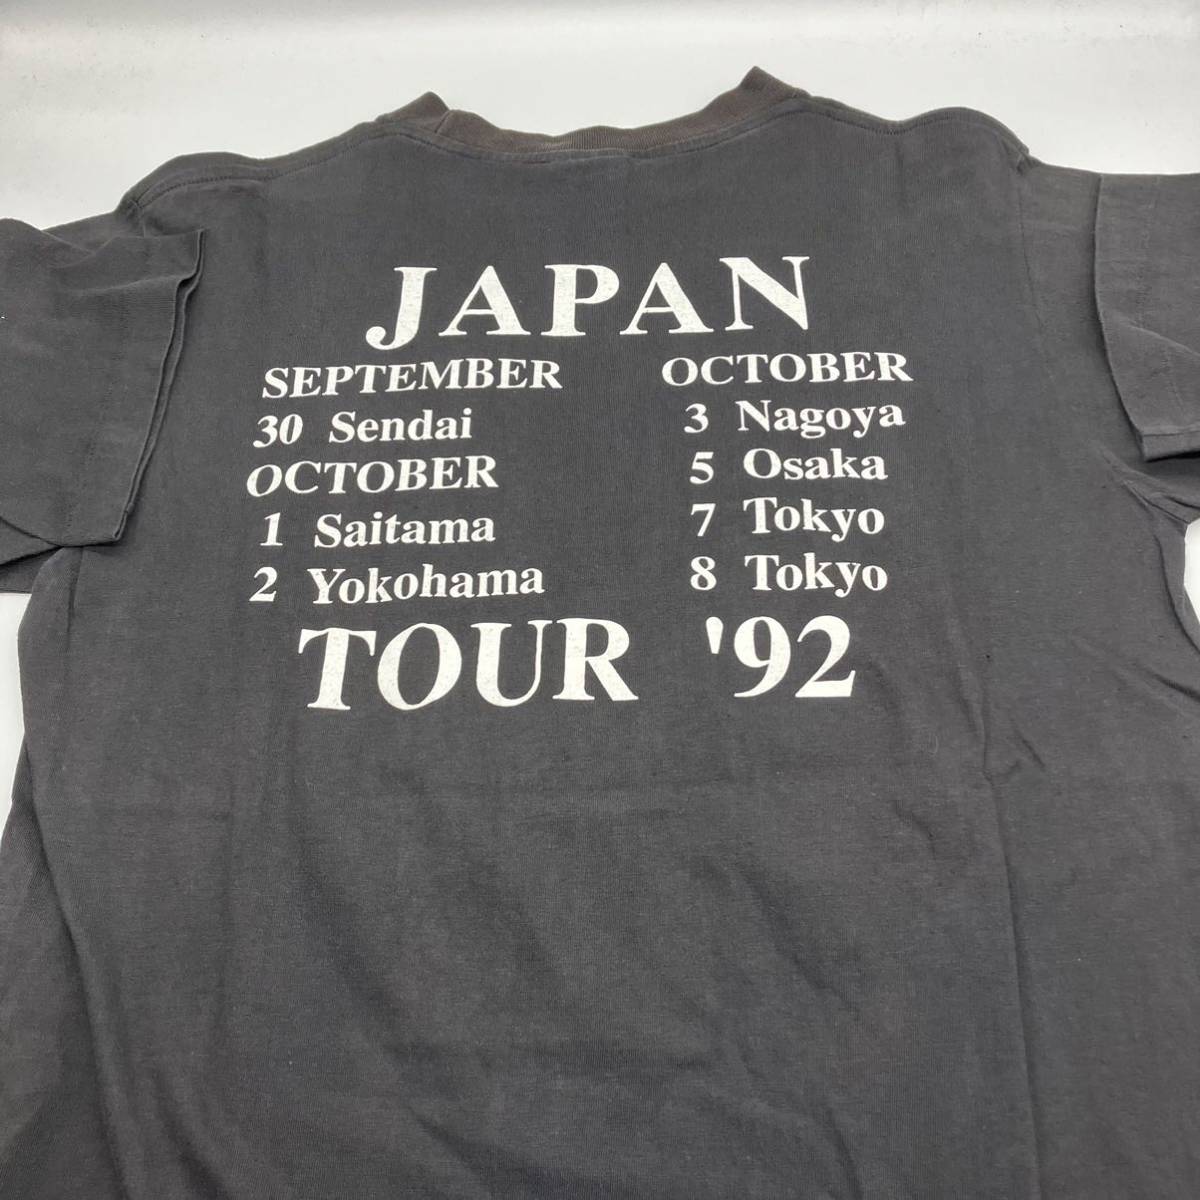 JAPAN
SEPTEMBER
30 Sendai
OCTOBER
1 Saitama
2 Yokohama
OCTOBER
3 Nagoya
5 Osaka
7 Tokyo
8 Tokyo
TOUR '92